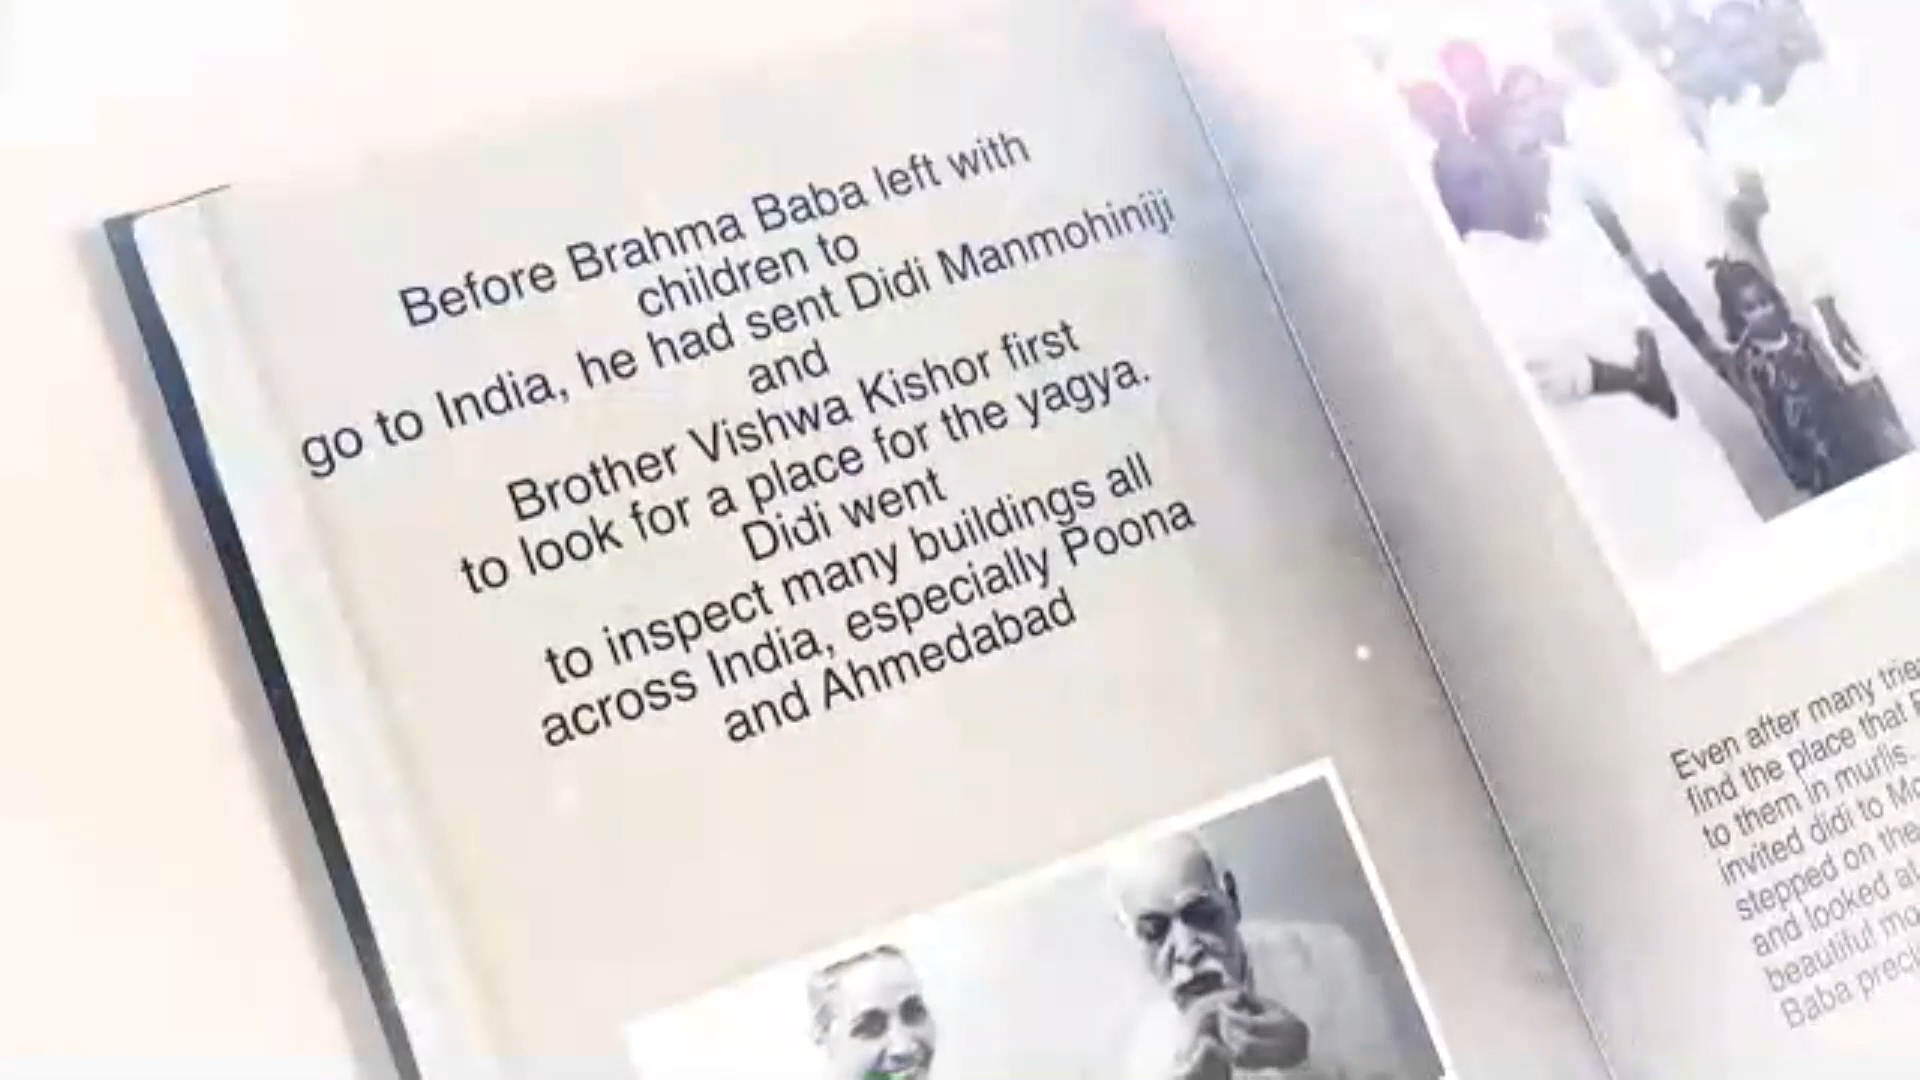 Before Brahma Baba left with
children to
go to India, he had sent Didi Manmohiniji
and
Brother Vishwa Kishor first
to look for a place for the yagya.
Didi went
to inspect many buildings all
across India, especially Poona
and Ahmedabad
Even after many
find the place that
to them in murlis.
invited didi to
stepped on the
and looked at
beautiful
Baba